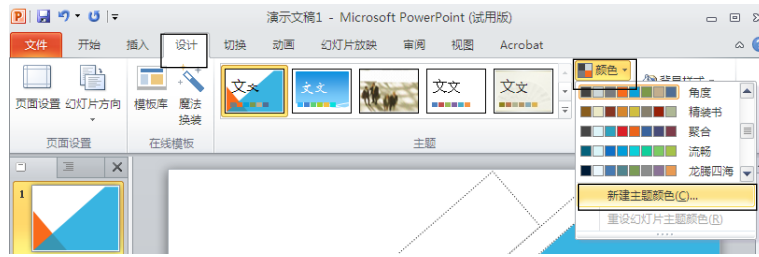 演示文稿1 - Microsoft PowerPoint (试用版)
文件 开始 插入 设计 切换 动画 幻灯片放映 审阅 视图 Acrobat
颜色
文文 文文 文文 文文
页面设置 幻灯片方向 模板库 魔法换装
角度
精装书
聚合
流畅
龙腾四海
页面设置 在线模板 主题
新建主题颜色(C)...
重设幻灯片主题颜色(R)
1